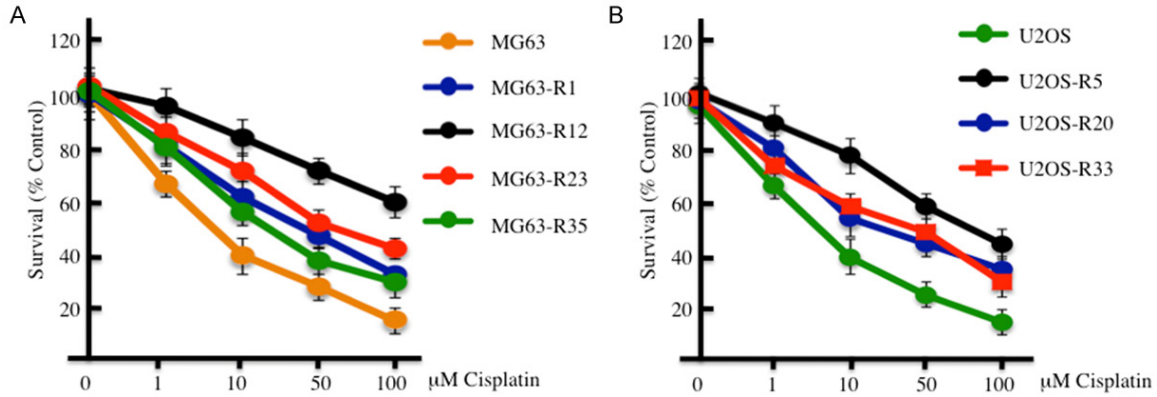 A
Survival (% Control)
120
100
80
60
40
20
0 1 10 50 100 μM Cisplatin
MG63
MG63-R1
MG63-R12
MG63-R23
MG63-R35
B
Survival (% Control)
120
100
80
60
40
20
0 1 10 50 100 μM Cisplatin
U2OS
U2OS-R5
U2OS-R20
U2OS-R33